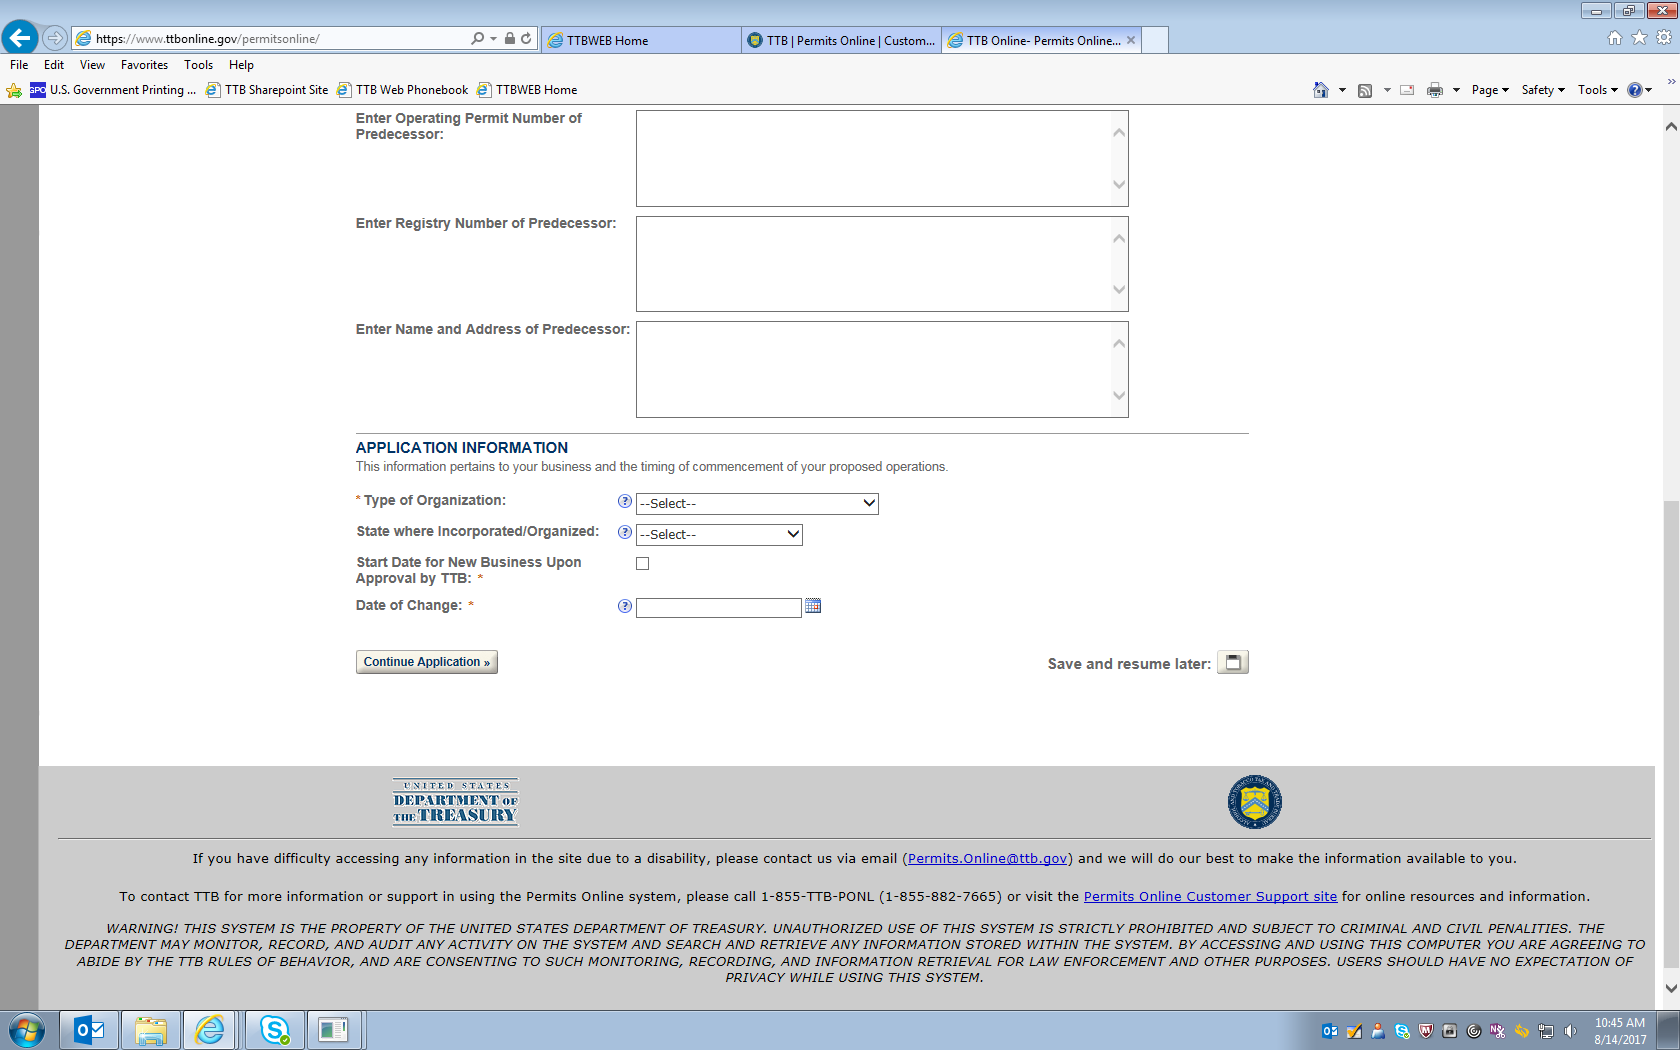 https://www.ttbonline.gov/permitsonline/
TTBWEB Home
TTB | Permits Online | Custom...
TTB Online- Permits Online...
File Edit View Favorites Tools Help
GPO U.S. Government Printing ... TTB Sharepoint Site TTB Web Phonebook TTBWEB Home
Page Safety Tools
Enter Operating Permit Number of
Predecessor:
Enter Registry Number of Predecessor:
Enter Name and Address of Predecessor:
APPLICATION INFORMATION
This information pertains to your business and the timing of commencement of your proposed operations.
* Type of Organization: --Select--
State where Incorporated/Organized: --Select--
Start Date for New Business Upon
Approval by TTB: *
Date of Change: *
Continue Application »
Save and resume later:
UNITED STATES
DEPARTMENT OF
THE TREASURY
If you have difficulty accessing any information in the site due to a disability, please contact us via email (Permits.Online@ttb.gov) and we will do our best to make the information available to you.
To contact TTB for more information or support in using the Permits Online system, please call 1-855-TTB-PONL (1-855-882-7665) or visit the Permits Online Customer Support site for online resources and information.
WARNING! THIS SYSTEM IS THE PROPERTY OF THE UNITED STATES DEPARTMENT OF TREASURY. UNAUTHORIZED USE OF THIS SYSTEM IS STRICTLY PROHIBITED AND SUBJECT TO CRIMINAL AND CIVIL PENALITIES. THE
DEPARTMENT MAY MONITOR, RECORD, AND AUDIT ANY ACTIVITY ON THE SYSTEM AND SEARCH AND RETRIEVE ANY INFORMATION STORED WITHIN THE SYSTEM. BY ACCESSING AND USING THIS COMPUTER YOU ARE AGREEING TO
ABIDE BY THE TTB RULES OF BEHAVIOR, AND ARE CONSENTING TO SUCH MONITORING, RECORDING, AND INFORMATION RETRIEVAL FOR LAW ENFORCEMENT AND OTHER PURPOSES. USERS SHOULD HAVE NO EXPECTATION OF
PRIVACY WHILE USING THIS SYSTEM.
10:45 AM
8/14/2017